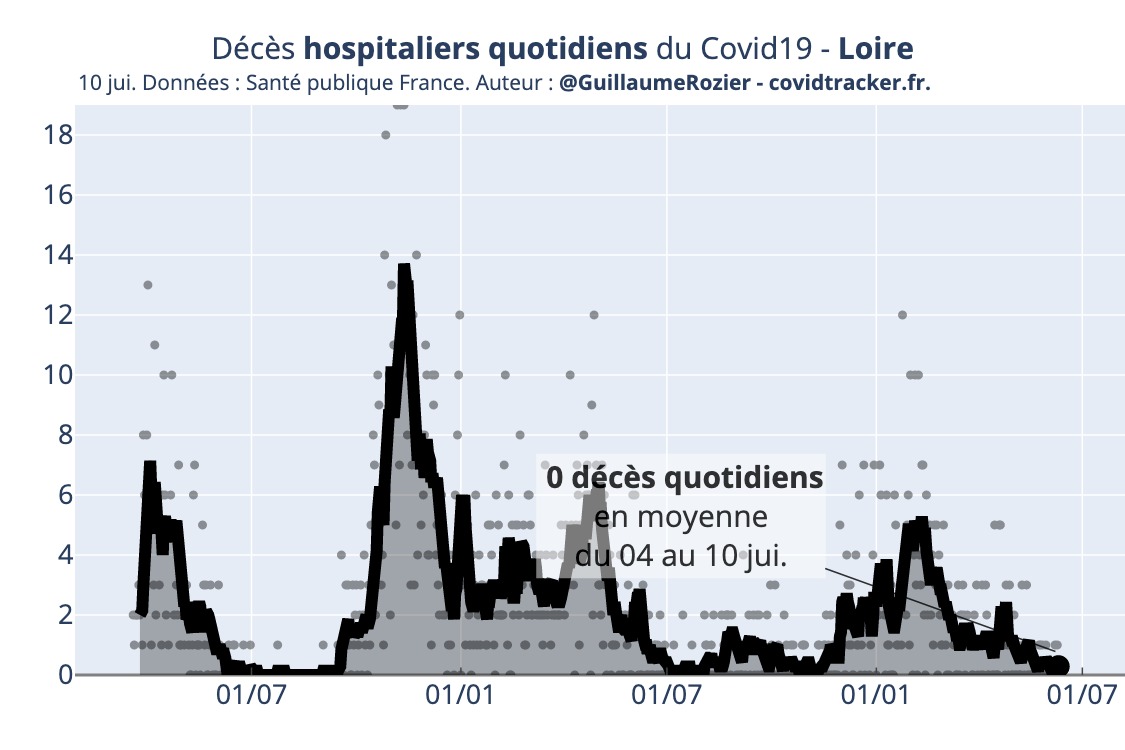 Décès hospitaliers quotidiens du Covid19 - Loire
10 jui. Données : Santé publique France. Auteur : @GuillaumeRozier - covidtracker.fr.
18
16
14
12
10
8
6
4
2
0
0 décès quotidiens
en moyenne
du 04 au 10 jui.
01/07 01/01 01/07 01/01 01/07